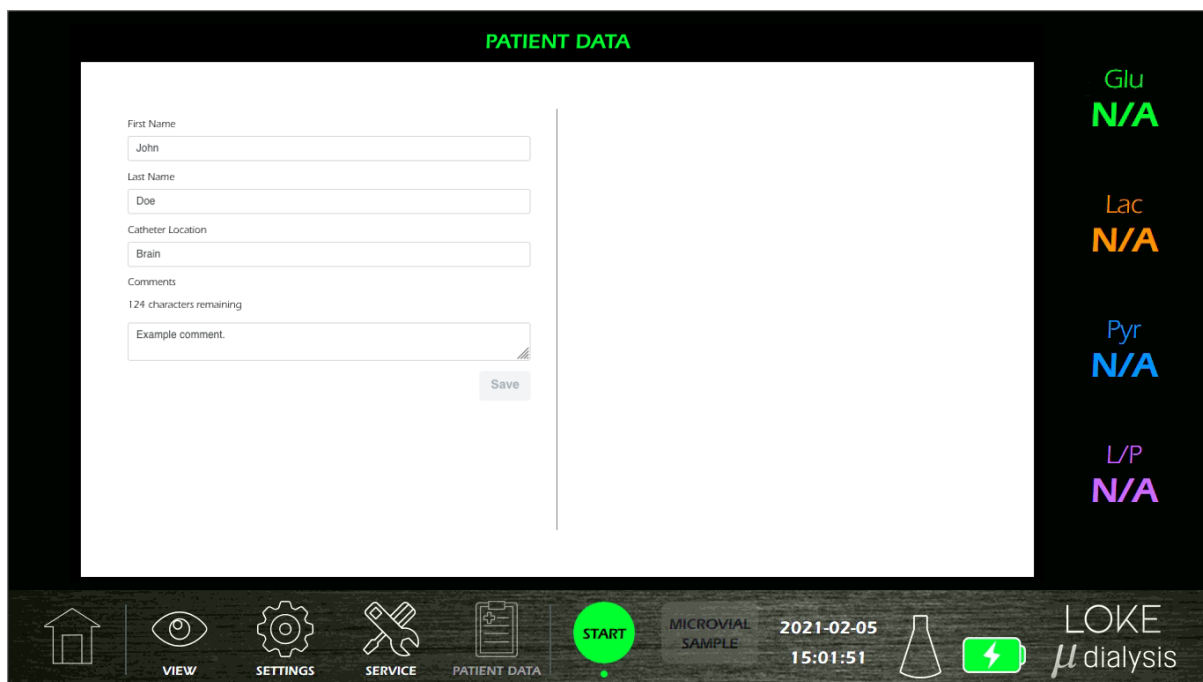 PATIENT DATA
First Name
John
Last Name
Doe
Catheter Location
Brain
Comments
124 characters remaining
Example comment.
Save
Glu
N/A
Lac
N/A
Pyr
N/A
L/P
N/A
VIEW
SETTINGS
SERVICE
PATIENT DATA
START
MICROVIAL
SAMPLE
2021-02-05
15:01:51
LOKE
μ dialysis